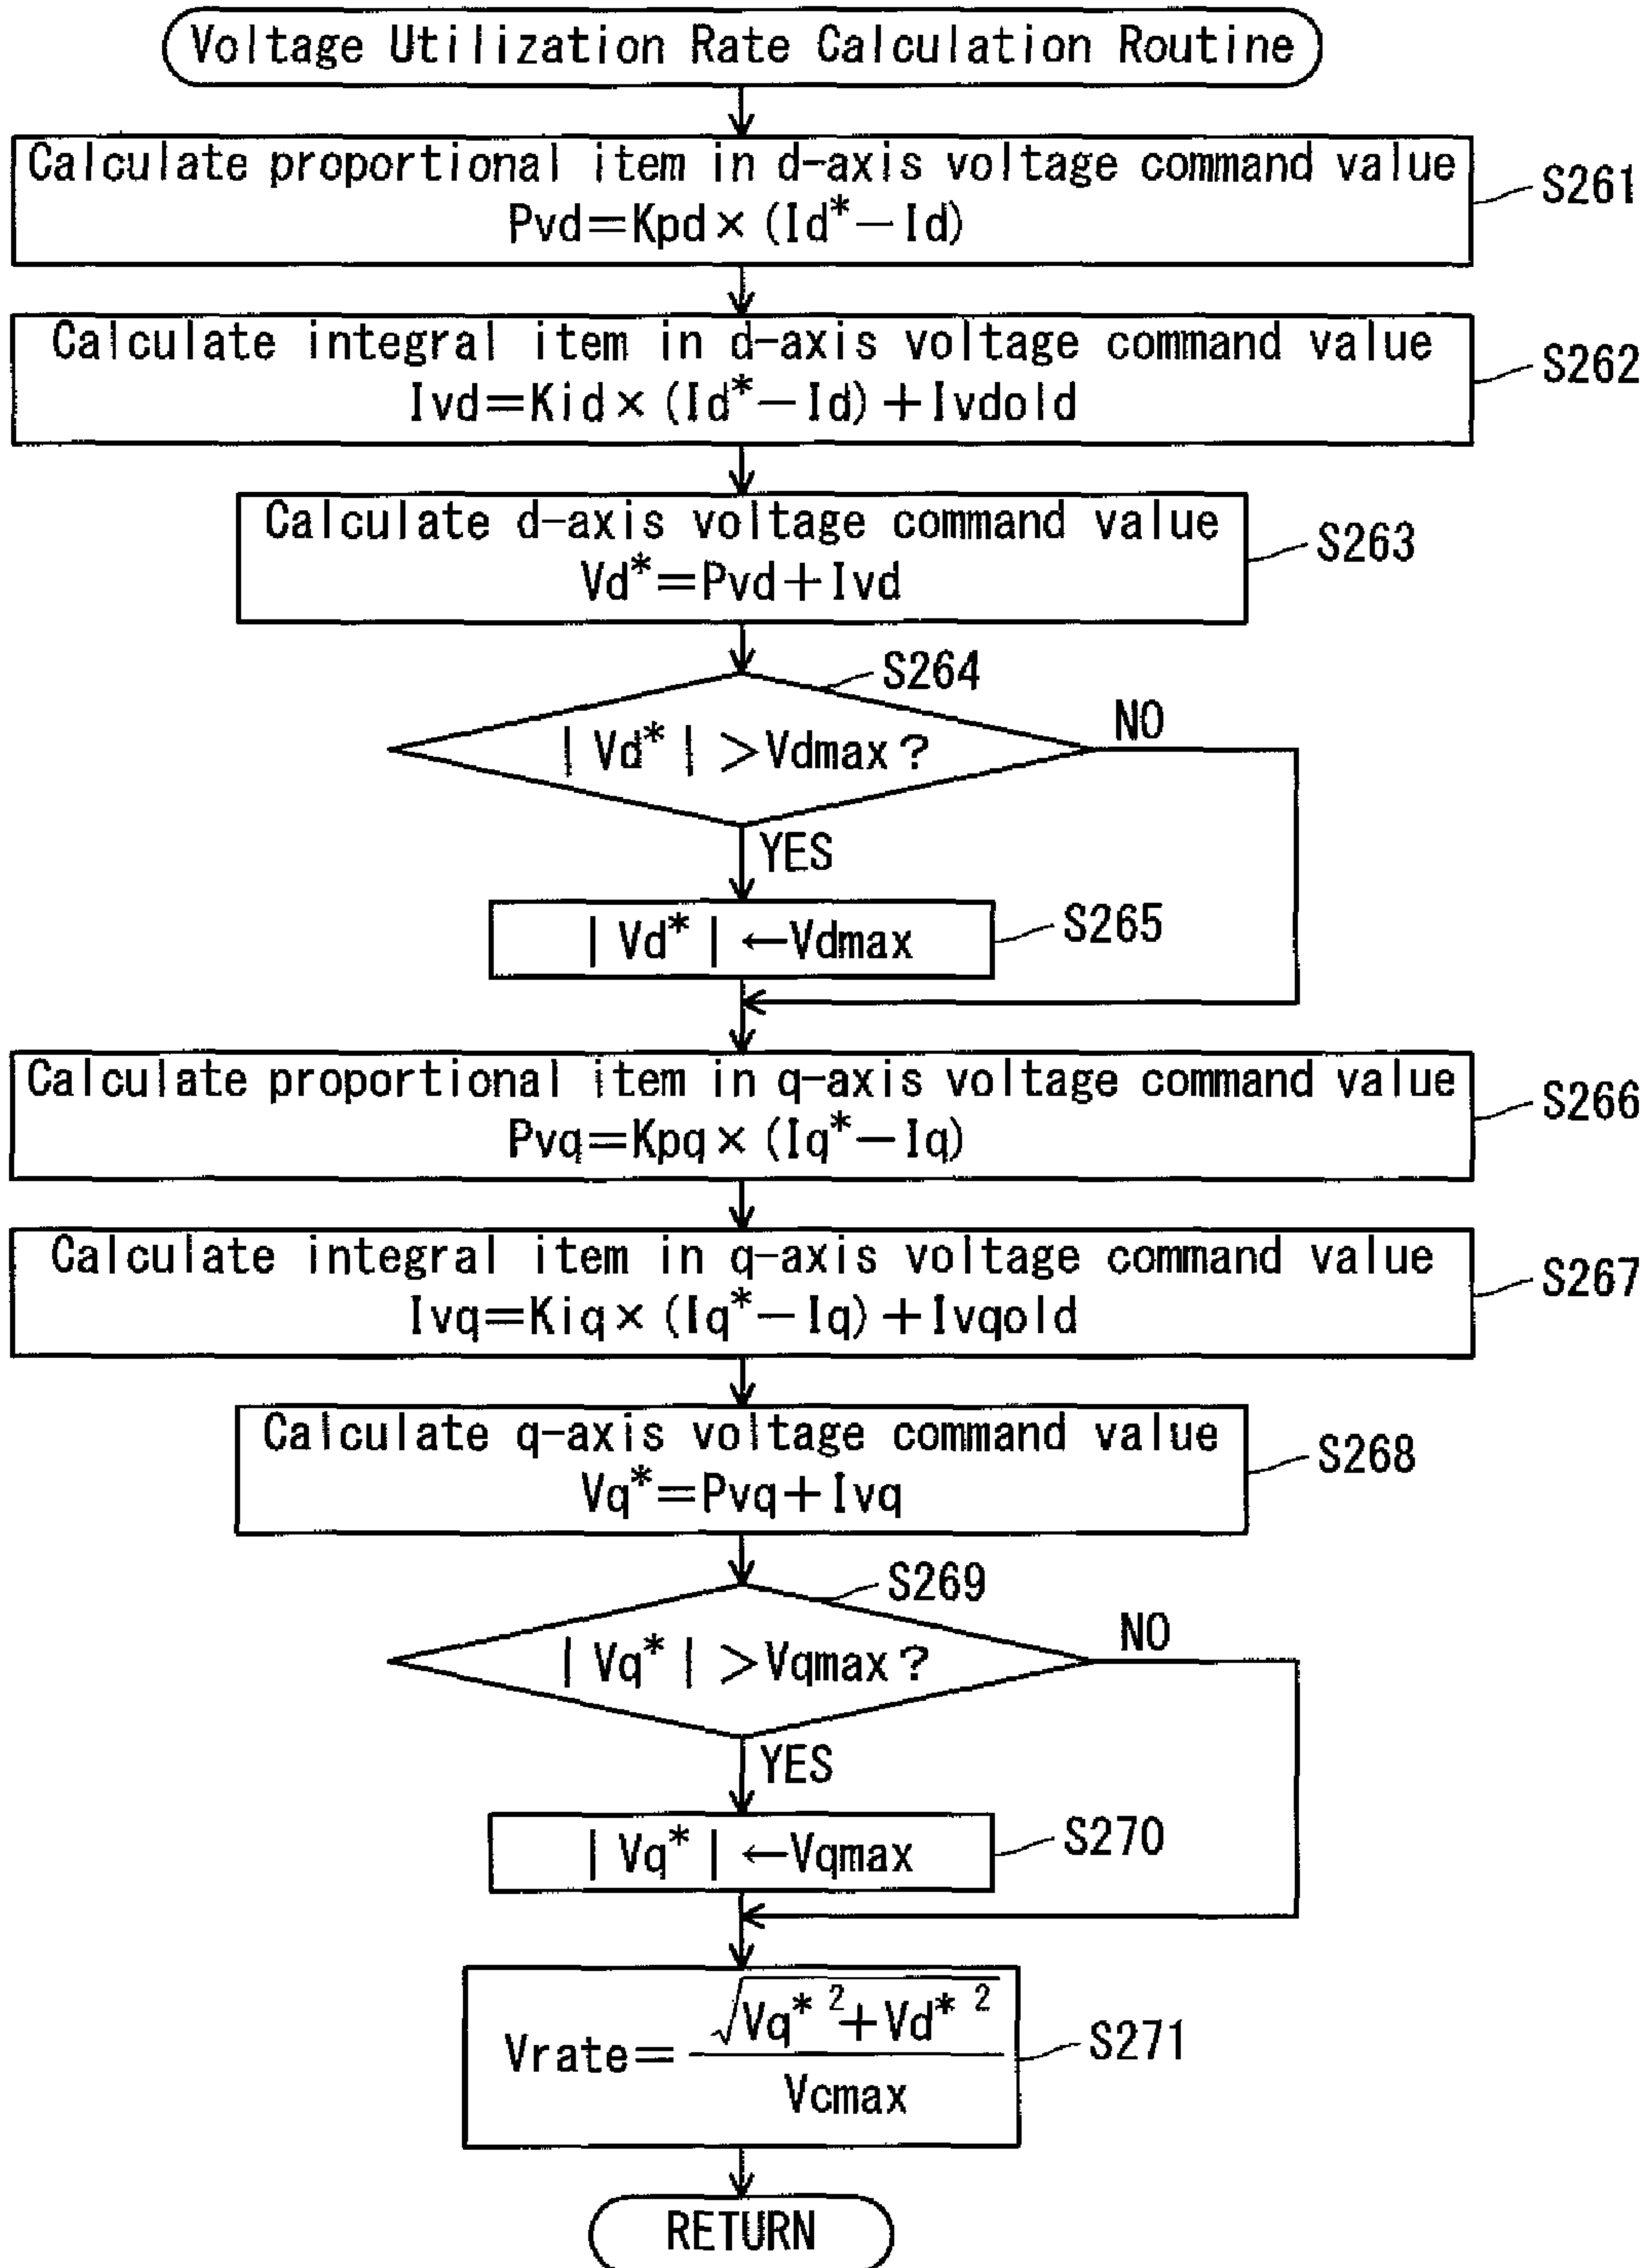 Voltage Utilization Rate Calculation Routine
Calculate proportional item in d-axis voltage command value
Pvd=Kpd×(Id*-Id)
S261
Calculate integral item in d-axis voltage command value
Ivd=Kid×(Id*-Id)+Ivdold
S262
Calculate d-axis voltage command value
Vd*=Pvd+Ivd
S263
S264
|Vd*|>Vdmax?
NO
YES
|Vd*|←Vdmax
S265
Calculate proportional item in q-axis voltage command value
Pvq=Kpq×(Iq*-Iq)
S266
Calculate integral item in q-axis voltage command value
Ivq=Kiq×(Iq*-Iq)+Ivqold
S267
Calculate q-axis voltage command value
Vq*=Pvq+Ivq
S268
S269
|Vq*|>Vqmax?
NO
YES
|Vq*|←Vqmax
S270
√Vq*²+Vd*²
Vrate=
Vcmax
S271
RETURN